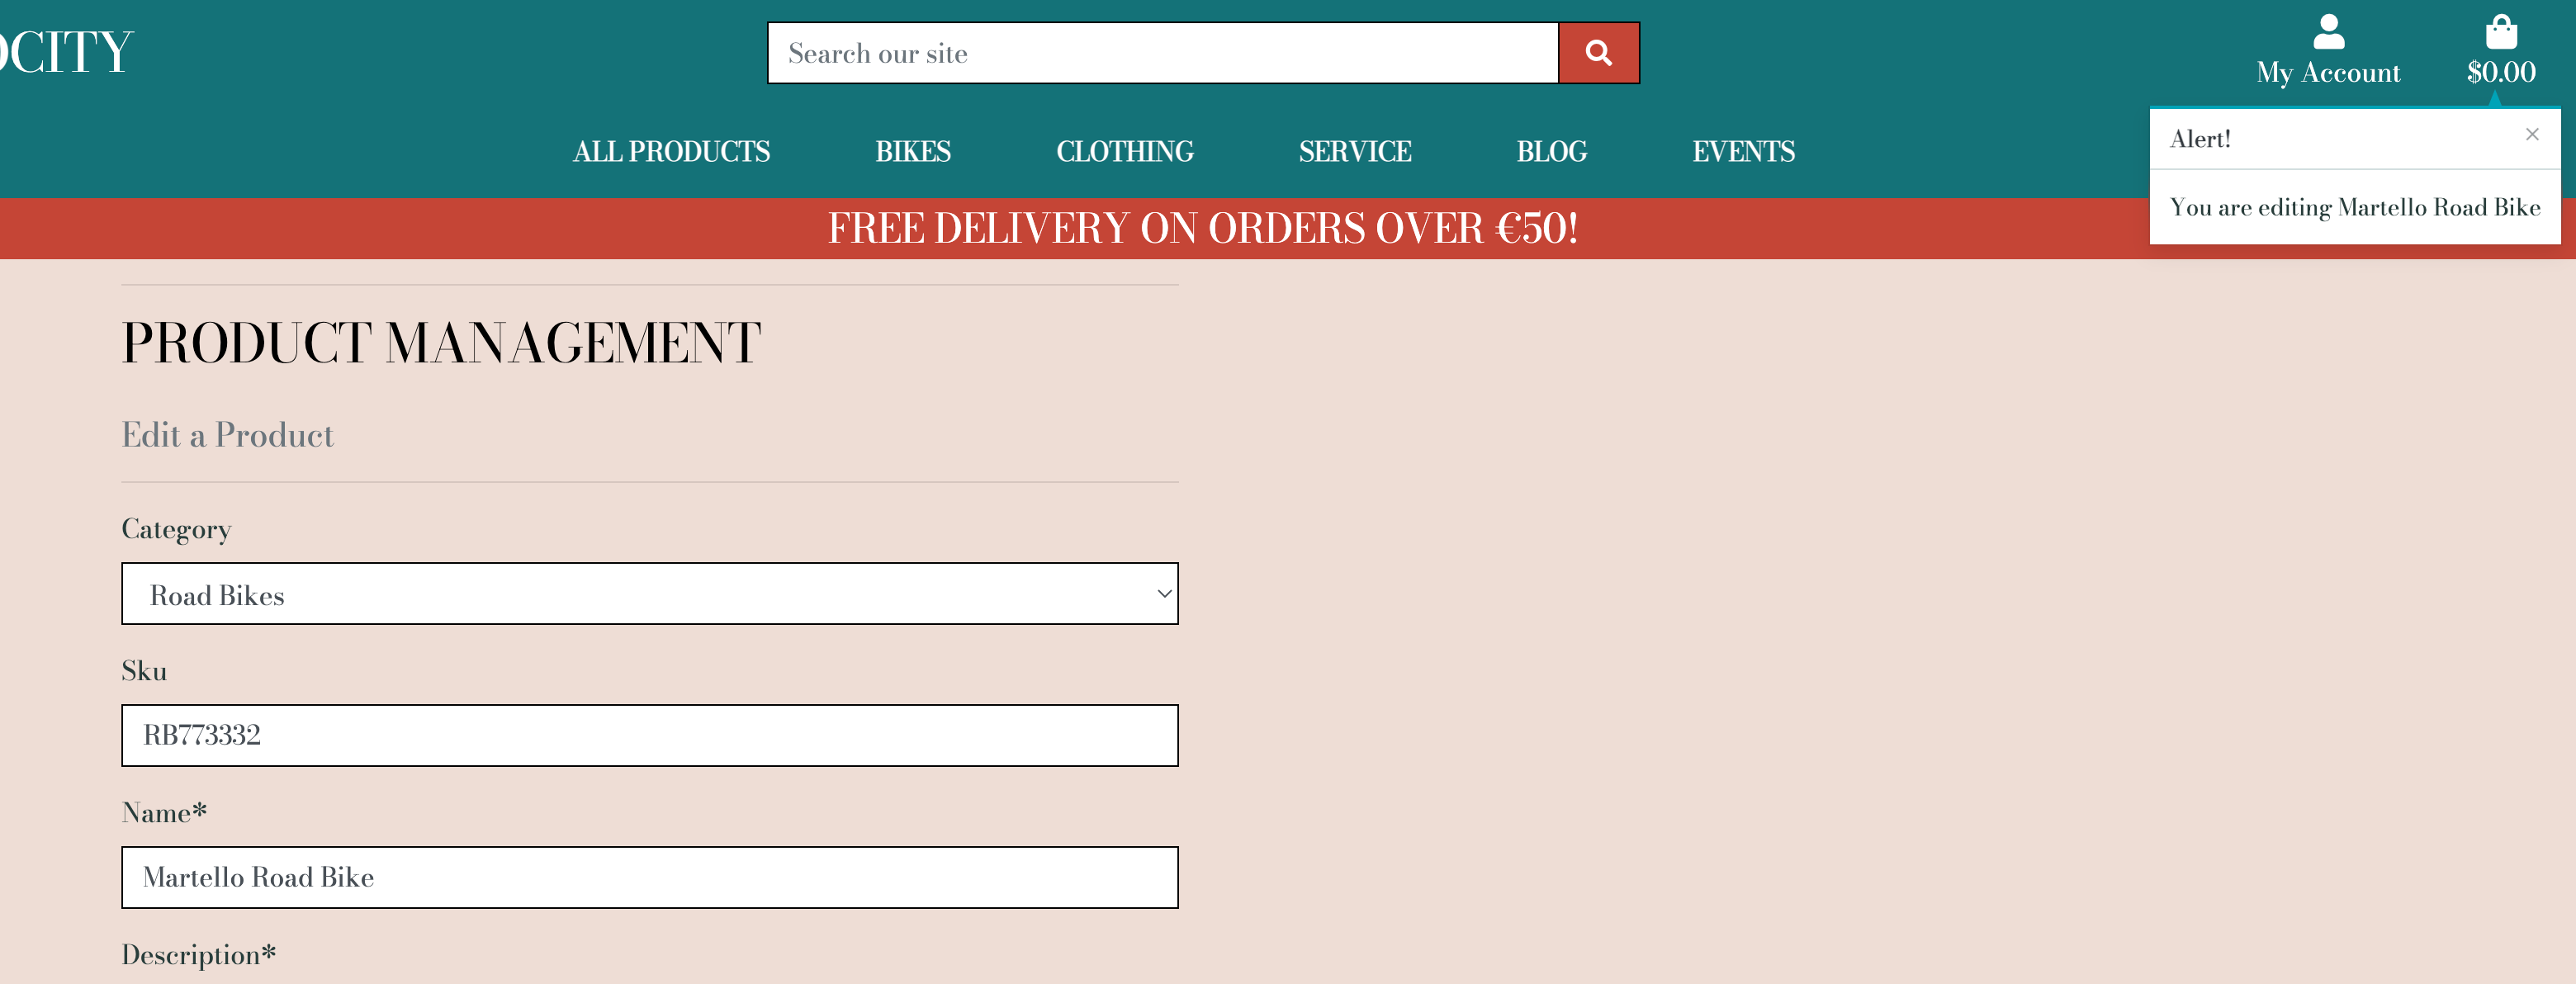 OCITY
Search our site
My Account
$0.00
ALL PRODUCTS
BIKES
CLOTHING
SERVICE
BLOG
EVENTS
Alert!
You are editing Martello Road Bike
FREE DELIVERY ON ORDERS OVER €50!
PRODUCT MANAGEMENT
Edit a Product
Category
Road Bikes
Sku
RB773332
Name*
Martello Road Bike
Description*